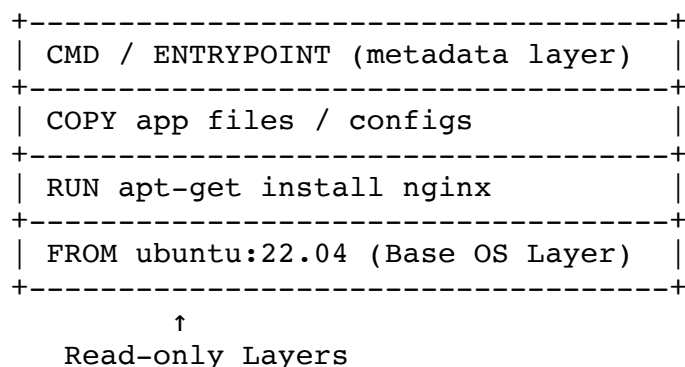 +------------------------------------+
| CMD / ENTRYPOINT (metadata layer)  |
+------------------------------------+
| COPY app files / configs           |
+------------------------------------+
| RUN apt-get install nginx          |
+------------------------------------+
| FROM ubuntu:22.04 (Base OS Layer)  |
+------------------------------------+
↑
Read-only Layers